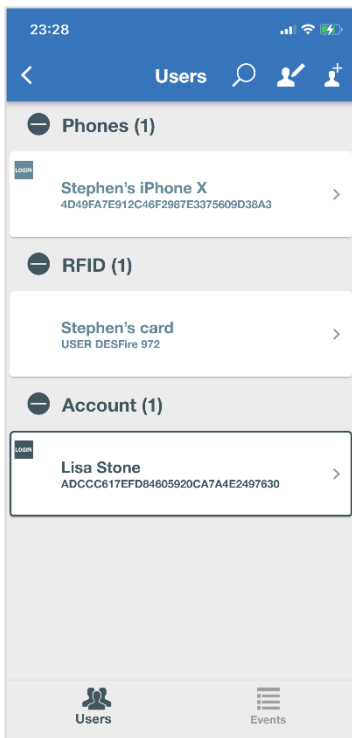 23:28
Users
Phones (1)
LOGIN
Stephen's iPhone X
4D49FA7E912C46F2987E3375609D38A3
RFID (1)
Stephen's card
USER DESFire 972
Account (1)
LOGIN
Lisa Stone
ADCCC617EFD84605920CA7A4E2497630
Users
Events